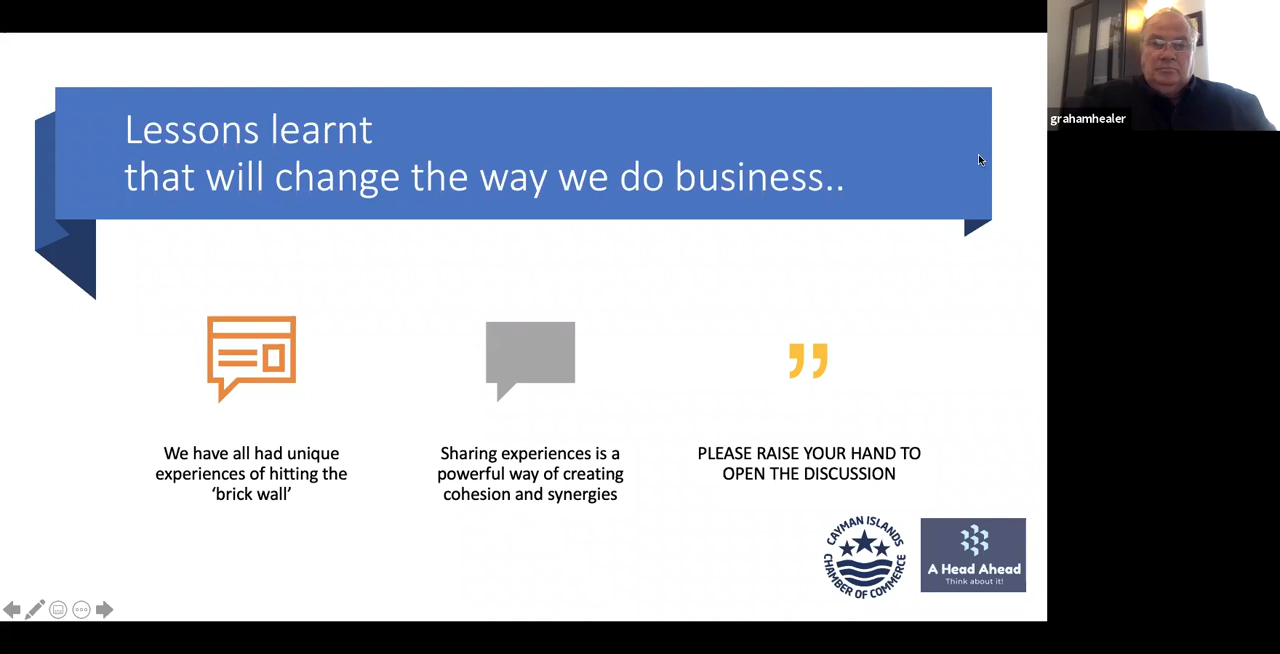 grahamhealer
Lessons learnt
that will change the way we do business..
”
We have all had unique
experiences of hitting the
‘brick wall’
Sharing experiences is a
powerful way of creating
cohesion and synergies
PLEASE RAISE YOUR HAND TO
OPEN THE DISCUSSION
CAYMAN ISLANDS
CHAMBER OF COMMERCE
A Head Ahead
Think about it!